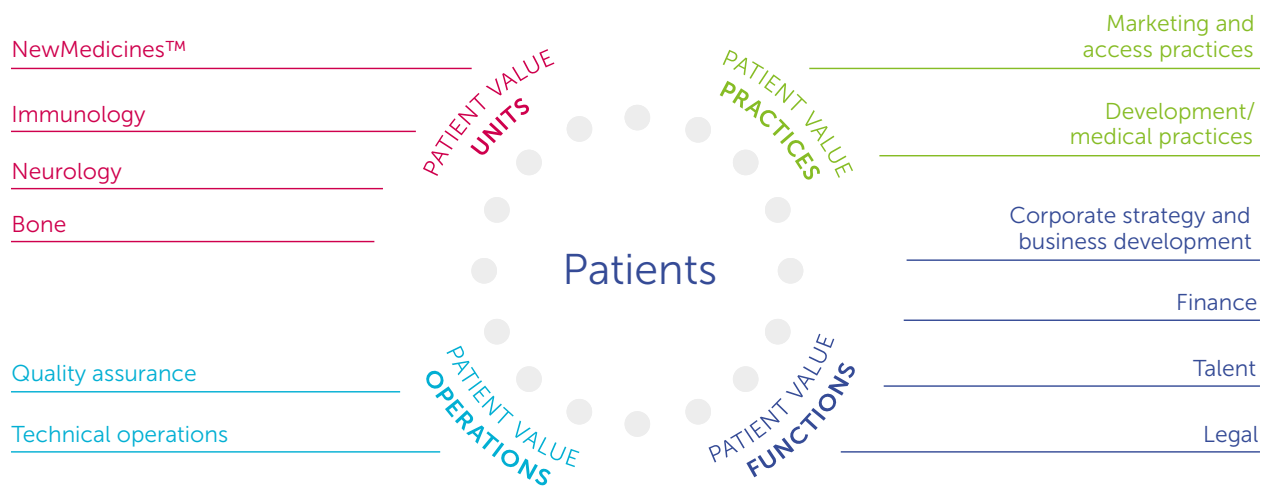 NewMedicines™
Immunology
Neurology
Bone
PATIENT VALUE
UNITS
PATIENT VALUE
PRACTICES
Marketing and
access practices
Development/
medical practices
Patients
Quality assurance
Technical operations
PATIENT VALUE
OPERATIONS
PATIENT VALUE
FUNCTIONS
Corporate strategy and
business development
Finance
Talent
Legal